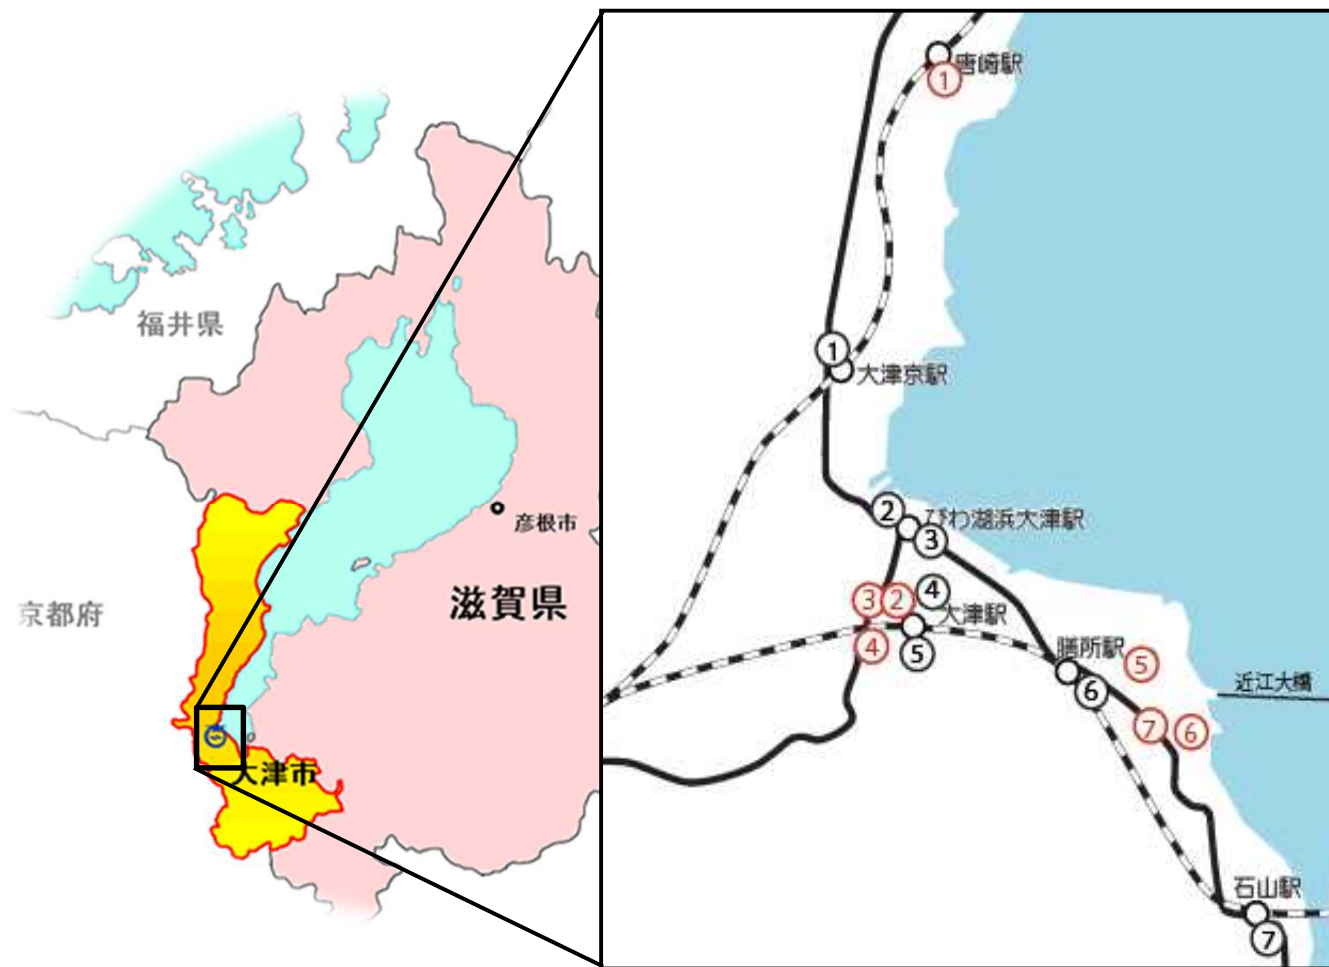 福井県
京都府
彦根市
滋賀県
大津市
唐崎駅
①
①
大津京駅
②
びわ湖浜大津駅
③
③
②
④
大津駅
④
⑤
膳所駅
⑤
⑥
近江大橋
⑦
⑥
石山駅
⑦